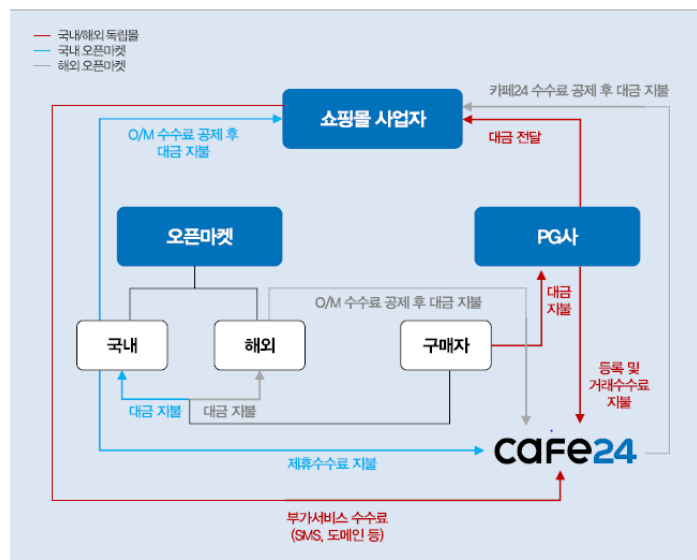 국내/해외 독립몰
국내 오픈마켓
해외 오픈마켓
카페24 수수료 공제 후 대금 지불
쇼핑몰 사업자
O/M 수수료 공제 후
대금 지불
대금 전달
오픈마켓
PG사
O/M 수수료 공제 후 대금 지불
대금
지불
국내
해외
구매자
등록 및
거래수수료
지불
대금 지불
대금 지불
제휴수수료 지불
cafe24
부가서비스 수수료
(SMS, 도메인 등)